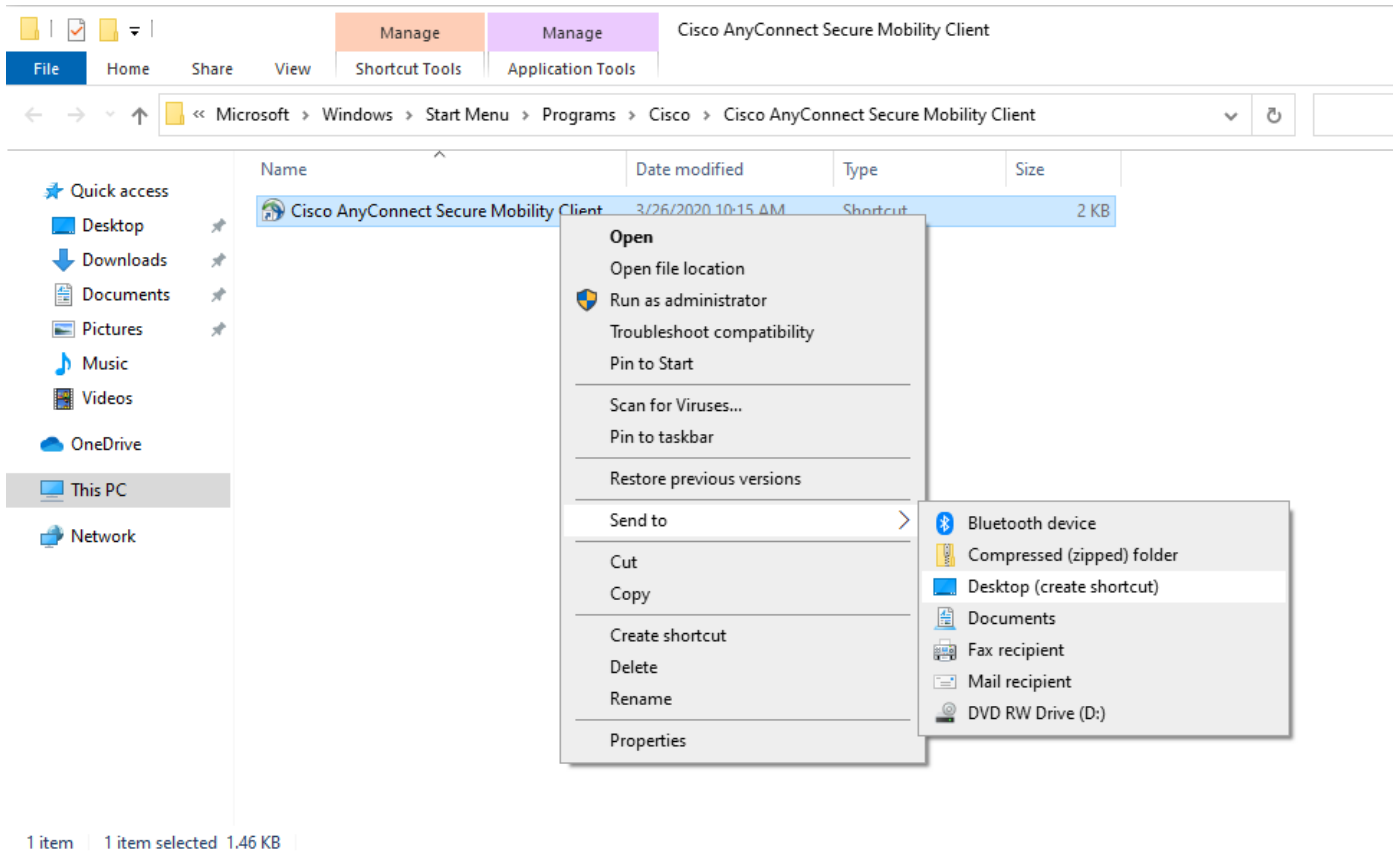 Manage Manage Cisco AnyConnect Secure Mobility Client
File Home Share View Shortcut Tools Application Tools
« Microsoft > Windows > Start Menu > Programs > Cisco > Cisco AnyConnect Secure Mobility Client
Name Date modified Type Size
Quick access
Desktop
Downloads
Documents
Pictures
Music
Videos
OneDrive
This PC
Network
Cisco AnyConnect Secure Mobility Client 3/26/2020 10:15 AM Shortcut 2 KB
Open
Open file location
Run as administrator
Troubleshoot compatibility
Pin to Start
Scan for Viruses...
Pin to taskbar
Restore previous versions
Send to
Cut
Copy
Create shortcut
Delete
Rename
Properties
Bluetooth device
Compressed (zipped) folder
Desktop (create shortcut)
Documents
Fax recipient
Mail recipient
DVD RW Drive (D:)
1 item 1 item selected 1.46 KB